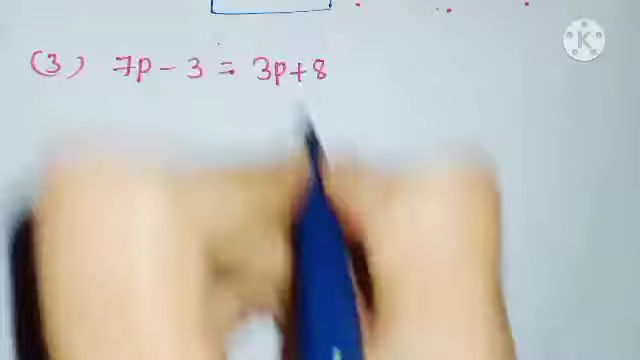 (3) 7p - 3 = 3p + 8
K